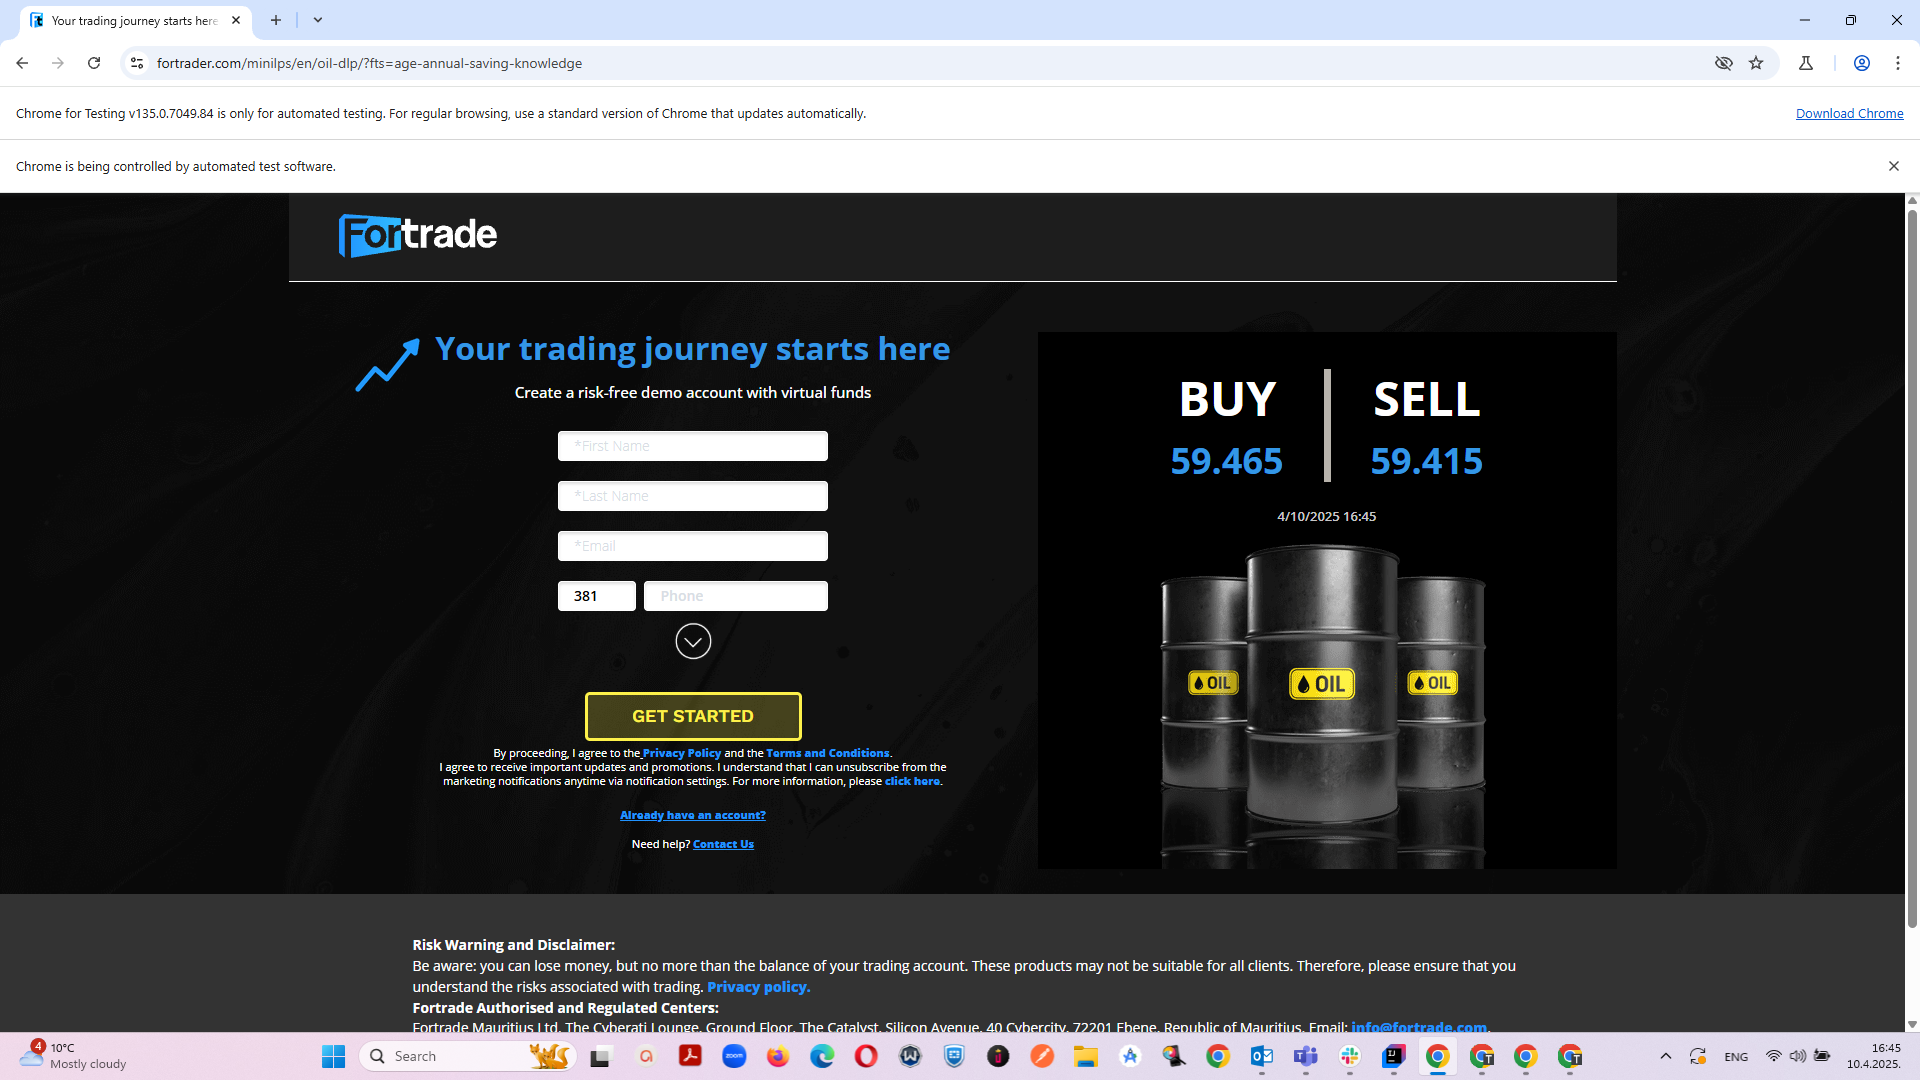 Your trading journey starts here
fortrader.com/minilps/en/oil-dlp/?fts=age-annual-saving-knowledge
Chrome for Testing v135.0.7049.84 is only for automated testing. For regular browsing, use a standard version of Chrome that updates automatically.
Download Chrome
Chrome is being controlled by automated test software.
Fortrade
Your trading journey starts here
Create a risk-free demo account with virtual funds
*First Name
*Last Name
*Email
381
Phone
GET STARTED
By proceeding, I agree to the Privacy Policy and the Terms and Conditions.
I agree to receive important updates and promotions. I understand that I can unsubscribe from the
marketing notifications anytime via notification settings. For more information, please click here.
Already have an account?
Need help? Contact Us
BUY
SELL
59.465
59.415
4/10/2025 16:45
OIL
OIL
OIL
Risk Warning and Disclaimer:
Be aware: you can lose money, but no more than the balance of your trading account. These products may not be suitable for all clients. Therefore, please ensure that you
understand the risks associated with trading. Privacy policy.
Fortrade Authorised and Regulated Centers:
Fortrade Mauritius Ltd, The Cyberati Lounge, Ground Floor, The Catalyst, Silicon Avenue, 40 Cybercity, 72201 Ebene, Republic of Mauritius. Email: info@fortrade.com.
4
10°C
Mostly cloudy
Search
zoom
ENG
16:45
10.4.2025.